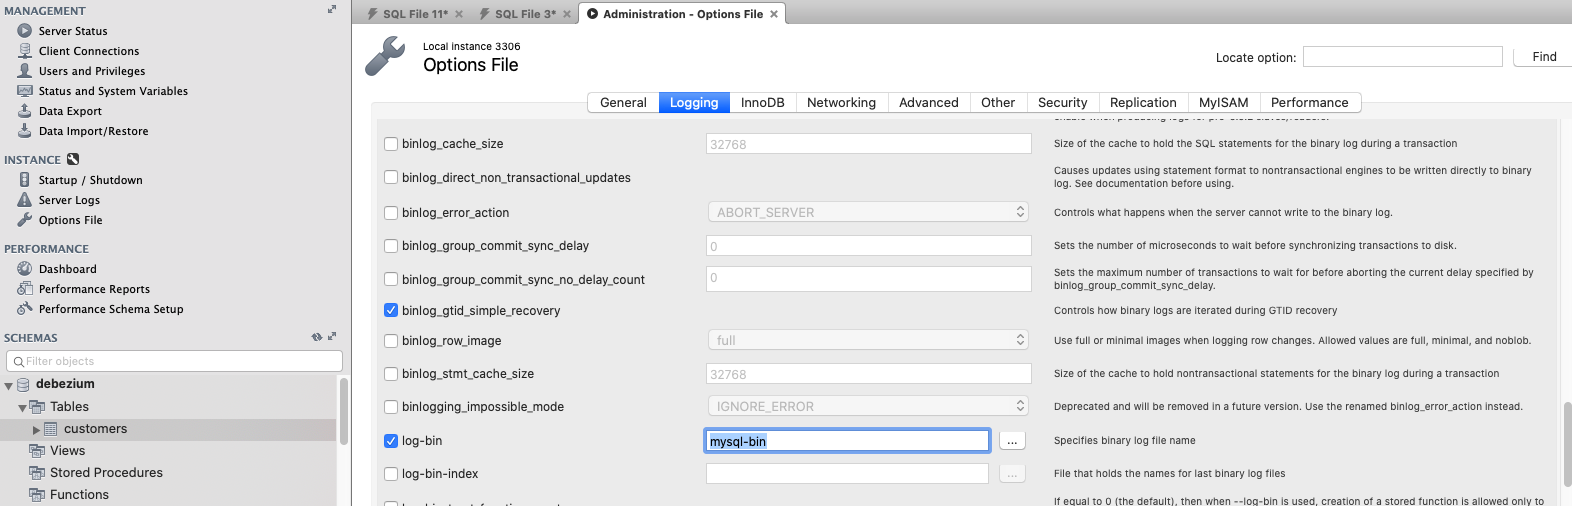 MANAGEMENT
Server Status
Client Connections
Users and Privileges
Status and System Variables
Data Export
Data Import/Restore
INSTANCE
Startup / Shutdown
Server Logs
Options File
PERFORMANCE
Dashboard
Performance Reports
Performance Schema Setup
SCHEMAS
Filter objects
debezium
Tables
customers
Views
Stored Procedures
Functions
SQL File 11*
SQL File 3*
Administration - Options File
Local instance 3306
Options File
Locate option:
Find
General Logging InnoDB Networking Advanced Other Security Replication MyISAM Performance
binlog_cache_size 32768 Size of the cache to hold the SQL statements for the binary log during a transaction
binlog_direct_non_transactional_updates Causes updates using statement format to nontransactional engines to be written directly to binary
log. See documentation before using.
binlog_error_action ABORT_SERVER Controls what happens when the server cannot write to the binary log.
binlog_group_commit_sync_delay 0 Sets the number of microseconds to wait before synchronizing transactions to disk.
binlog_group_commit_sync_no_delay_count 0 Sets the maximum number of transactions to wait for before aborting the current delay specified by
binlog_group_commit_sync_delay.
binlog_gtid_simple_recovery Controls how binary logs are iterated during GTID recovery
binlog_row_image full Use full or minimal images when logging row changes. Allowed values are full, minimal, and noblob.
binlog_stmt_cache_size 32768 Size of the cache to hold nontransactional statements for the binary log during a transaction
binlogging_impossible_mode IGNORE_ERROR Deprecated and will be removed in a future version. Use the renamed binlog_error_action instead.
log-bin mysql-bin ... Specifies binary log file name
log-bin-index ... File that holds the names for last binary log files
If equal to 0 (the default), then when --log-bin is used, creation of a stored function is allowed only to